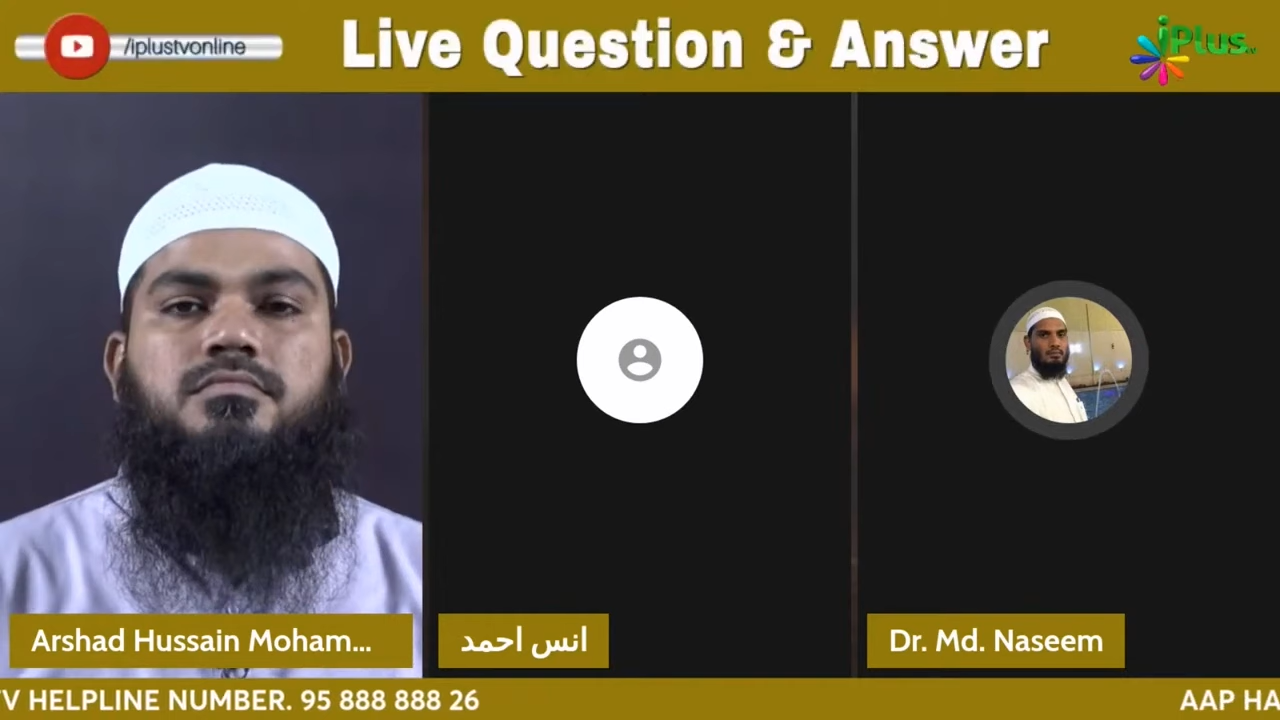 /iplustvonline
Live Question & Answer
iPlus TV
Arshad Hussain Moham...
انس احمد
Dr. Md. Naseem
V HELPLINE NUMBER. 95 888 888 26
AAP HA